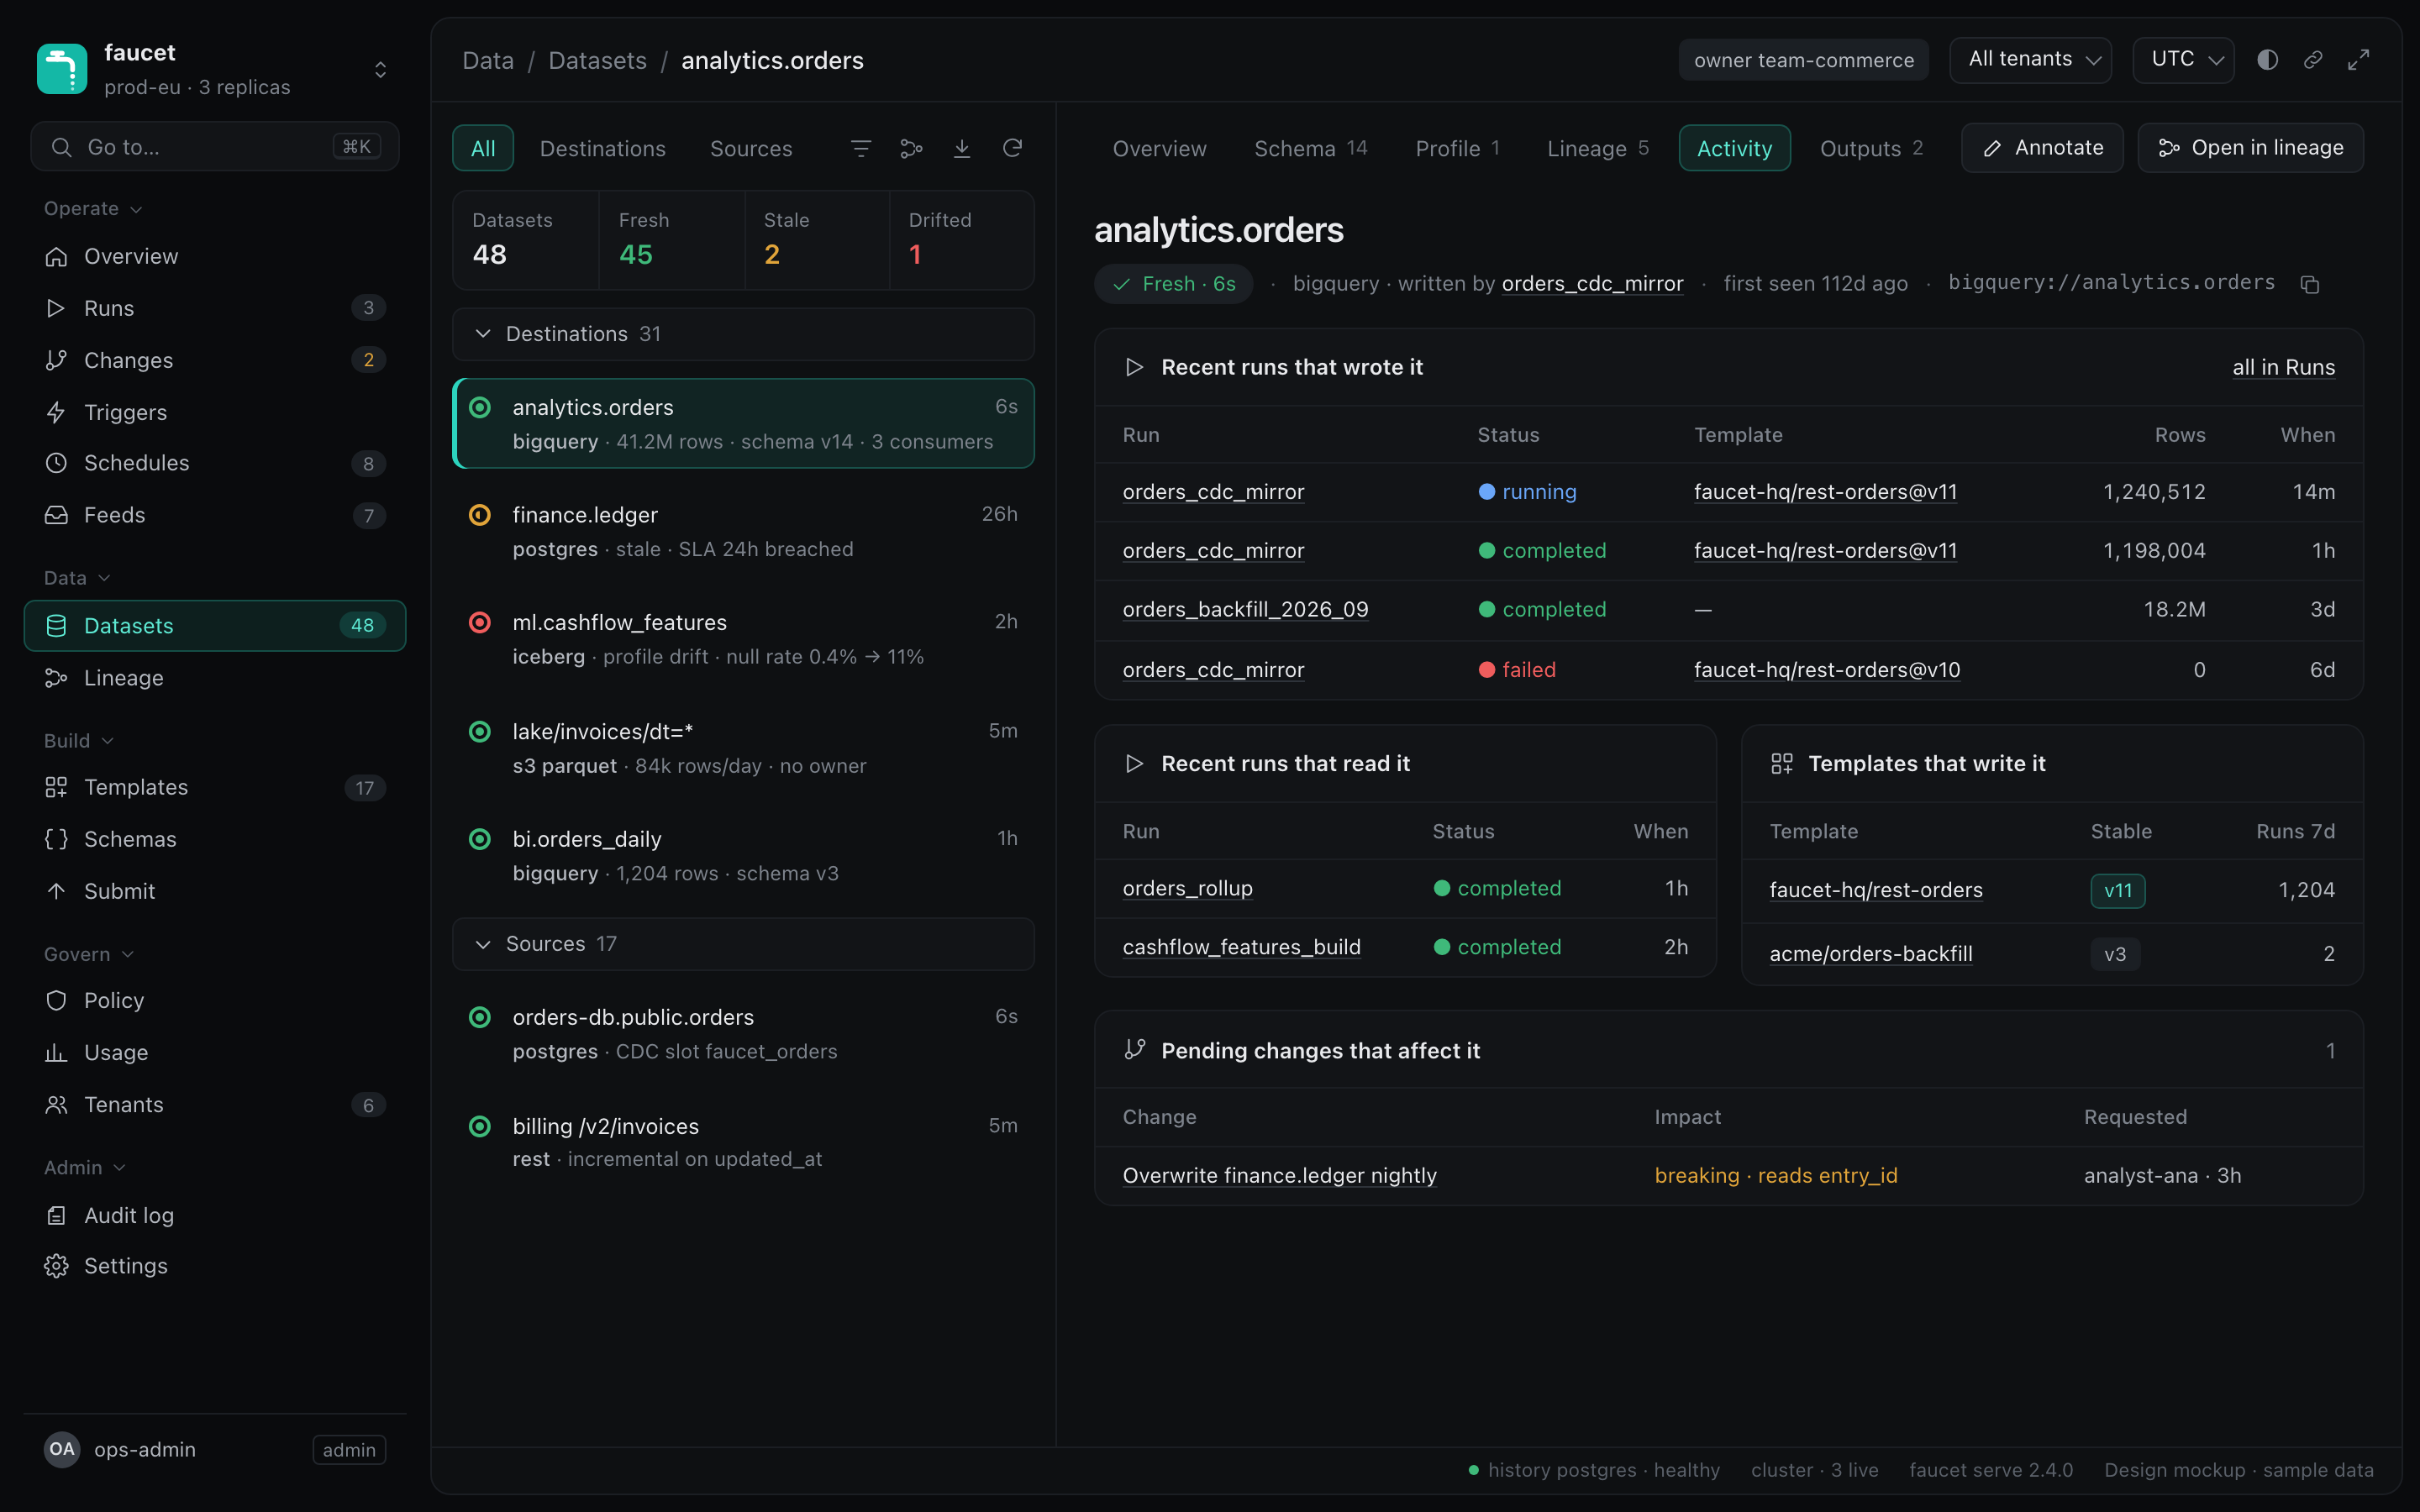 faucet
prod-eu · 3 replicas
Go to...
⌘K
Operate
Overview
Runs 3
Changes 2
Triggers
Schedules 8
Feeds 7
Data
Datasets 48
Lineage
Build
Templates 17
Schemas
Submit
Govern
Policy
Usage
Tenants 6
Admin
Audit log
Settings
OA ops-admin admin
Data / Datasets / analytics.orders
owner team-commerce All tenants UTC
All Destinations Sources
Datasets Fresh Stale Drifted
48 45 2 1
Destinations 31
analytics.orders 6s
bigquery · 41.2M rows · schema v14 · 3 consumers
finance.ledger 26h
postgres · stale · SLA 24h breached
ml.cashflow_features 2h
iceberg · profile drift · null rate 0.4% → 11%
lake/invoices/dt=* 5m
s3 parquet · 84k rows/day · no owner
bi.orders_daily 1h
bigquery · 1,204 rows · schema v3
Sources 17
orders-db.public.orders 6s
postgres · CDC slot faucet_orders
billing /v2/invoices 5m
rest · incremental on updated_at
Overview Schema 14 Profile 1 Lineage 5 Activity Outputs 2 Annotate Open in lineage
analytics.orders
Fresh · 6s · bigquery · written by orders_cdc_mirror · first seen 112d ago · bigquery://analytics.orders
Recent runs that wrote it all in Runs
Run Status Template Rows When
orders_cdc_mirror running faucet-hq/rest-orders@v11 1,240,512 14m
orders_cdc_mirror completed faucet-hq/rest-orders@v11 1,198,004 1h
orders_backfill_2026_09 completed — 18.2M 3d
orders_cdc_mirror failed faucet-hq/rest-orders@v10 0 6d
Recent runs that read it
Run Status When
orders_rollup completed 1h
cashflow_features_build completed 2h
Templates that write it
Template Stable Runs 7d
faucet-hq/rest-orders v11 1,204
acme/orders-backfill v3 2
Pending changes that affect it 1
Change Impact Requested
Overwrite finance.ledger nightly breaking · reads entry_id analyst-ana · 3h
history postgres · healthy cluster · 3 live faucet serve 2.4.0 Design mockup · sample data